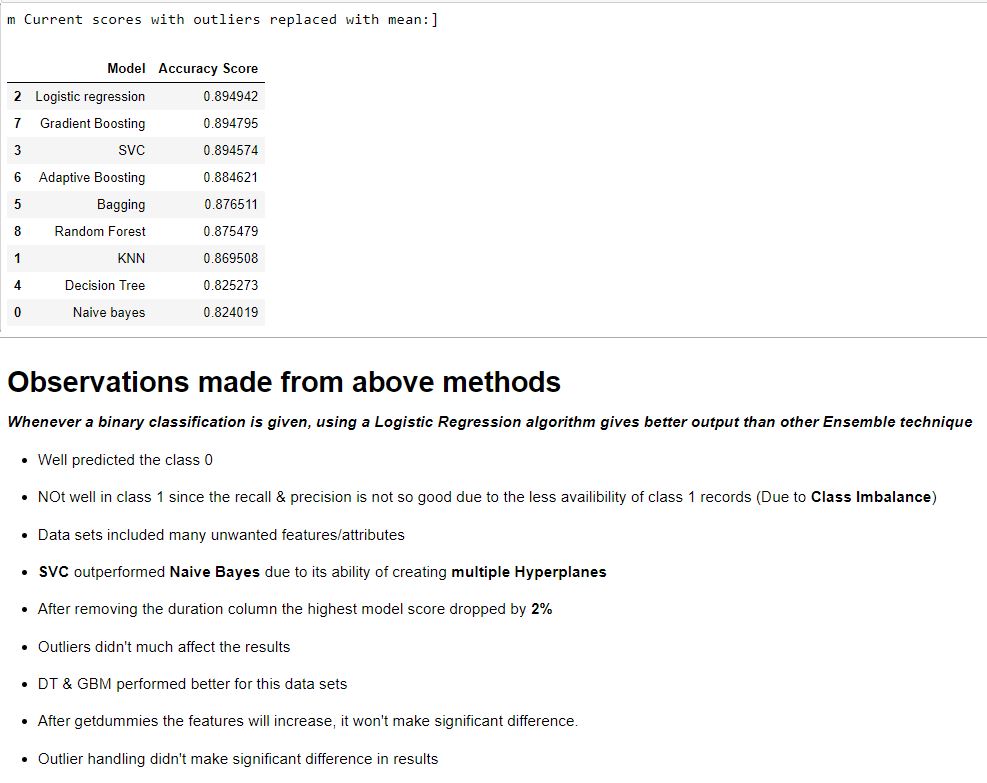 m Current scores with outliers replaced with mean:]
Model Accuracy Score
2 Logistic regression 0.894942
7 Gradient Boosting 0.894795
3 SVC 0.894574
6 Adaptive Boosting 0.884621
5 Bagging 0.876511
8 Random Forest 0.875479
1 KNN 0.869508
4 Decision Tree 0.825273
0 Naive bayes 0.824019
Observations made from above methods
Whenever a binary classification is given, using a Logistic Regression algorithm gives better output than other Ensemble technique
• Well predicted the class 0
• NOt well in class 1 since the recall & precision is not so good due to the less availibility of class 1 records (Due to Class Imbalance)
• Data sets included many unwanted features/attributes
• SVC outperformed Naive Bayes due to its ability of creating multiple Hyperplanes
• After removing the duration column the highest model score dropped by 2%
• Outliers didn't much affect the results
• DT & GBM performed better for this data sets
• After getdummies the features will increase, it won't make significant difference.
• Outlier handling didn't make significant difference in results